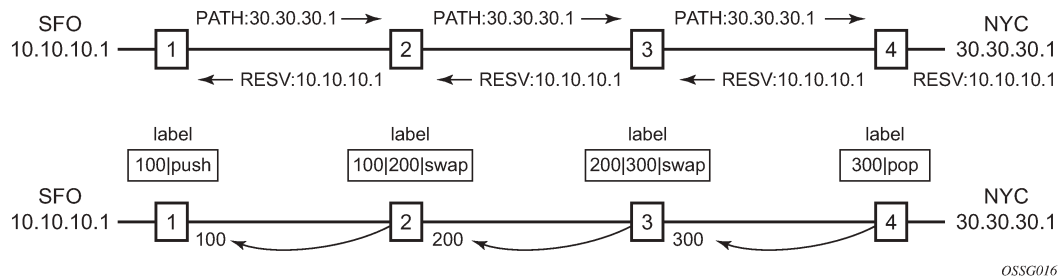 PATH:30.30.30.1 PATH:30.30.30.1 PATH:30.30.30.1
SFO NYC
10.10.10.1 1 2 3 4 30.30.30.1
RESV:10.10.10.1 RESV:10.10.10.1 RESV:10.10.10.1 RESV:10.10.10.1
label label label label
100|push 100|200|swap 200|300|swap 300|pop
SFO NYC
10.10.10.1 1 2 3 4 30.30.30.1
100 200 300
OSSG016